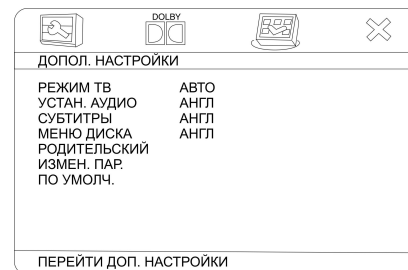 DOLBY
ДОПОЛ. НАСТРОЙКИ
РЕЖИМ ТВ АВТО
УСТАН. АУДИО АНГЛ
СУБТИТРЫ АНГЛ
МЕНЮ ДИСКА АНГЛ
РОДИТЕЛЬСКИЙ
ИЗМЕН. ПАР.
ПО УМОЛЧ.
ПЕРЕЙТИ ДОП. НАСТРОЙКИ